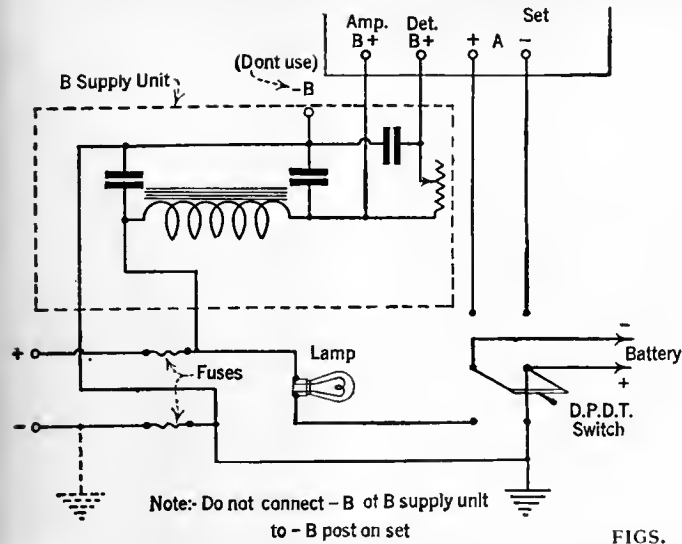 Amp.
Det.
Set
B+
B+
+
A
-
(Dont use)
-B
B Supply Unit
-
Battery
+
Lamp
+
Fuses
D.P.D.T.
Switch
-
Note:- Do not connect -B of B supply unit
to - B post on set
FIGS.